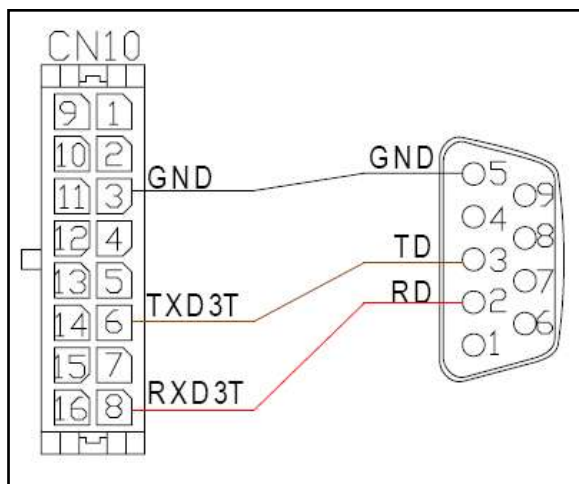 CN10
9 1
10 2
11 3 GND GND 5 9
12 4 4 8
13 5 TD 3 7
14 6 TXD3T RD 2 6
15 7 1
16 8 RXD3T